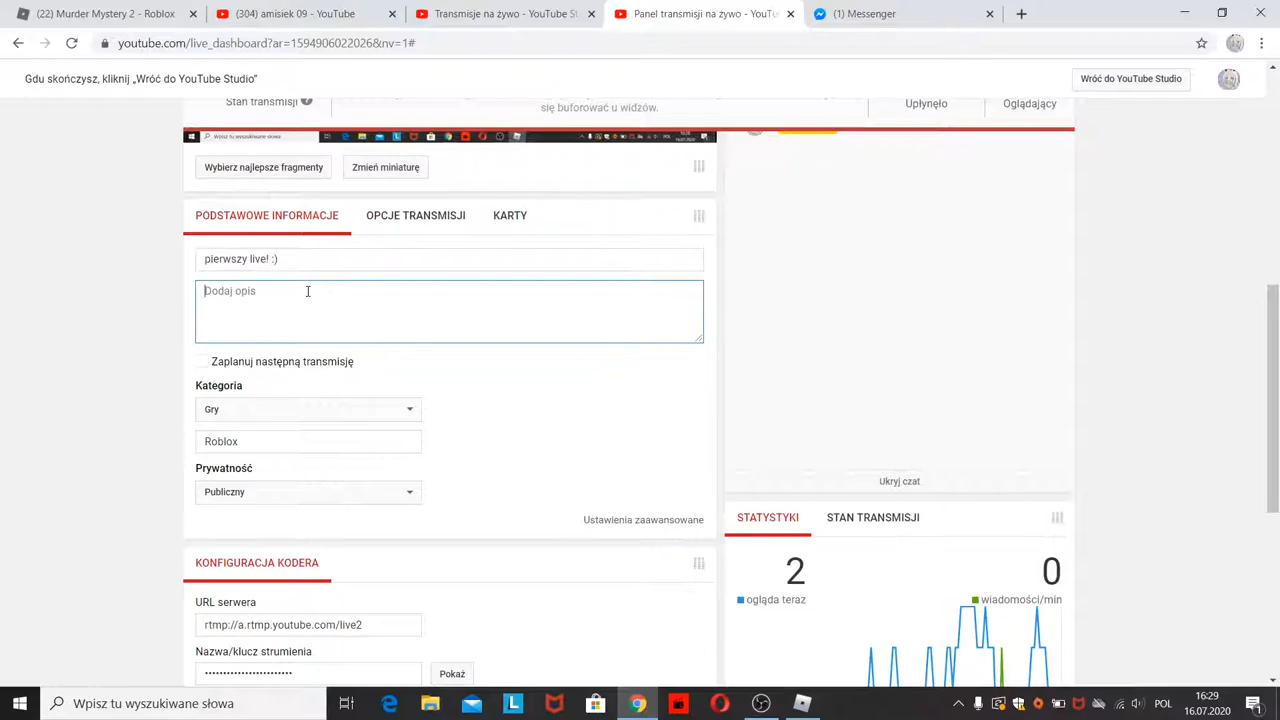 (22) Murder Mystery 2 - Roblox
(304) amisiek 09 - YouTube
Transmisje na żywo - YouTube St
Panel transmisji na żywo - YouTu
(1) Messenger
youtube.com/live_dashboard?ar=1594906022026&nv=1#
Gdu skończysz, kliknij „Wróć do YouTube Studio”
Wróć do YouTube Studio
Stan transmisji
się buforować u widzów.
Upłynęło
Oglądający
Wpisz tu wyszukiwane słowa
Wybierz najlepsze fragmenty
Zmień miniaturę
PODSTAWOWE INFORMACJE
OPCJE TRANSMISJI
KARTY
pierwszy live! :)
Dodaj opis
Zaplanuj następną transmisję
Kategoria
Gry
Roblox
Prywatność
Publiczny
Ustawienia zaawansowane
Ukryj czat
STATYSTYKI
STAN TRANSMISJI
2
0
ogląda teraz
wiadomości/min
KONFIGURACJA KODERA
URL serwera
rtmp://a.rtmp.youtube.com/live2
Nazwa/klucz strumienia
••••••••••••••••••••••••
Pokaż
Wpisz tu wyszukiwane słowa
POL
16:29
16.07.2020